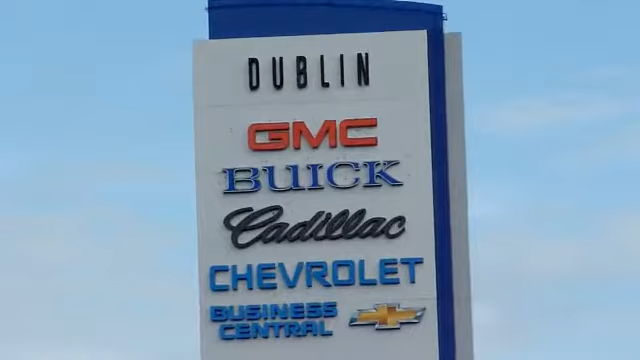 DUBLIN
GMC
BUICK
Cadillac
CHEVROLET
BUSINESS
CENTRAL